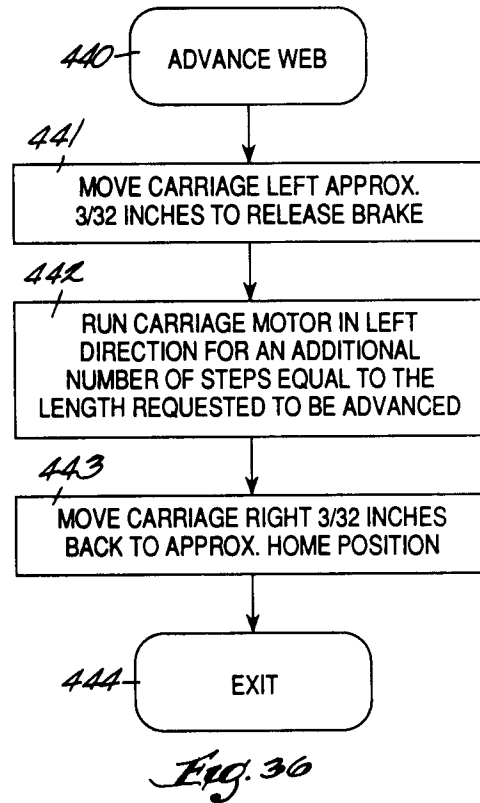 440
ADVANCE WEB
441
MOVE CARRIAGE LEFT APPROX.
3/32 INCHES TO RELEASE BRAKE
442
RUN CARRIAGE MOTOR IN LEFT
DIRECTION FOR AN ADDITIONAL
NUMBER OF STEPS EQUAL TO THE
LENGTH REQUESTED TO BE ADVANCED
443
MOVE CARRIAGE RIGHT 3/32 INCHES
BACK TO APPROX. HOME POSITION
444
EXIT
Fig. 36